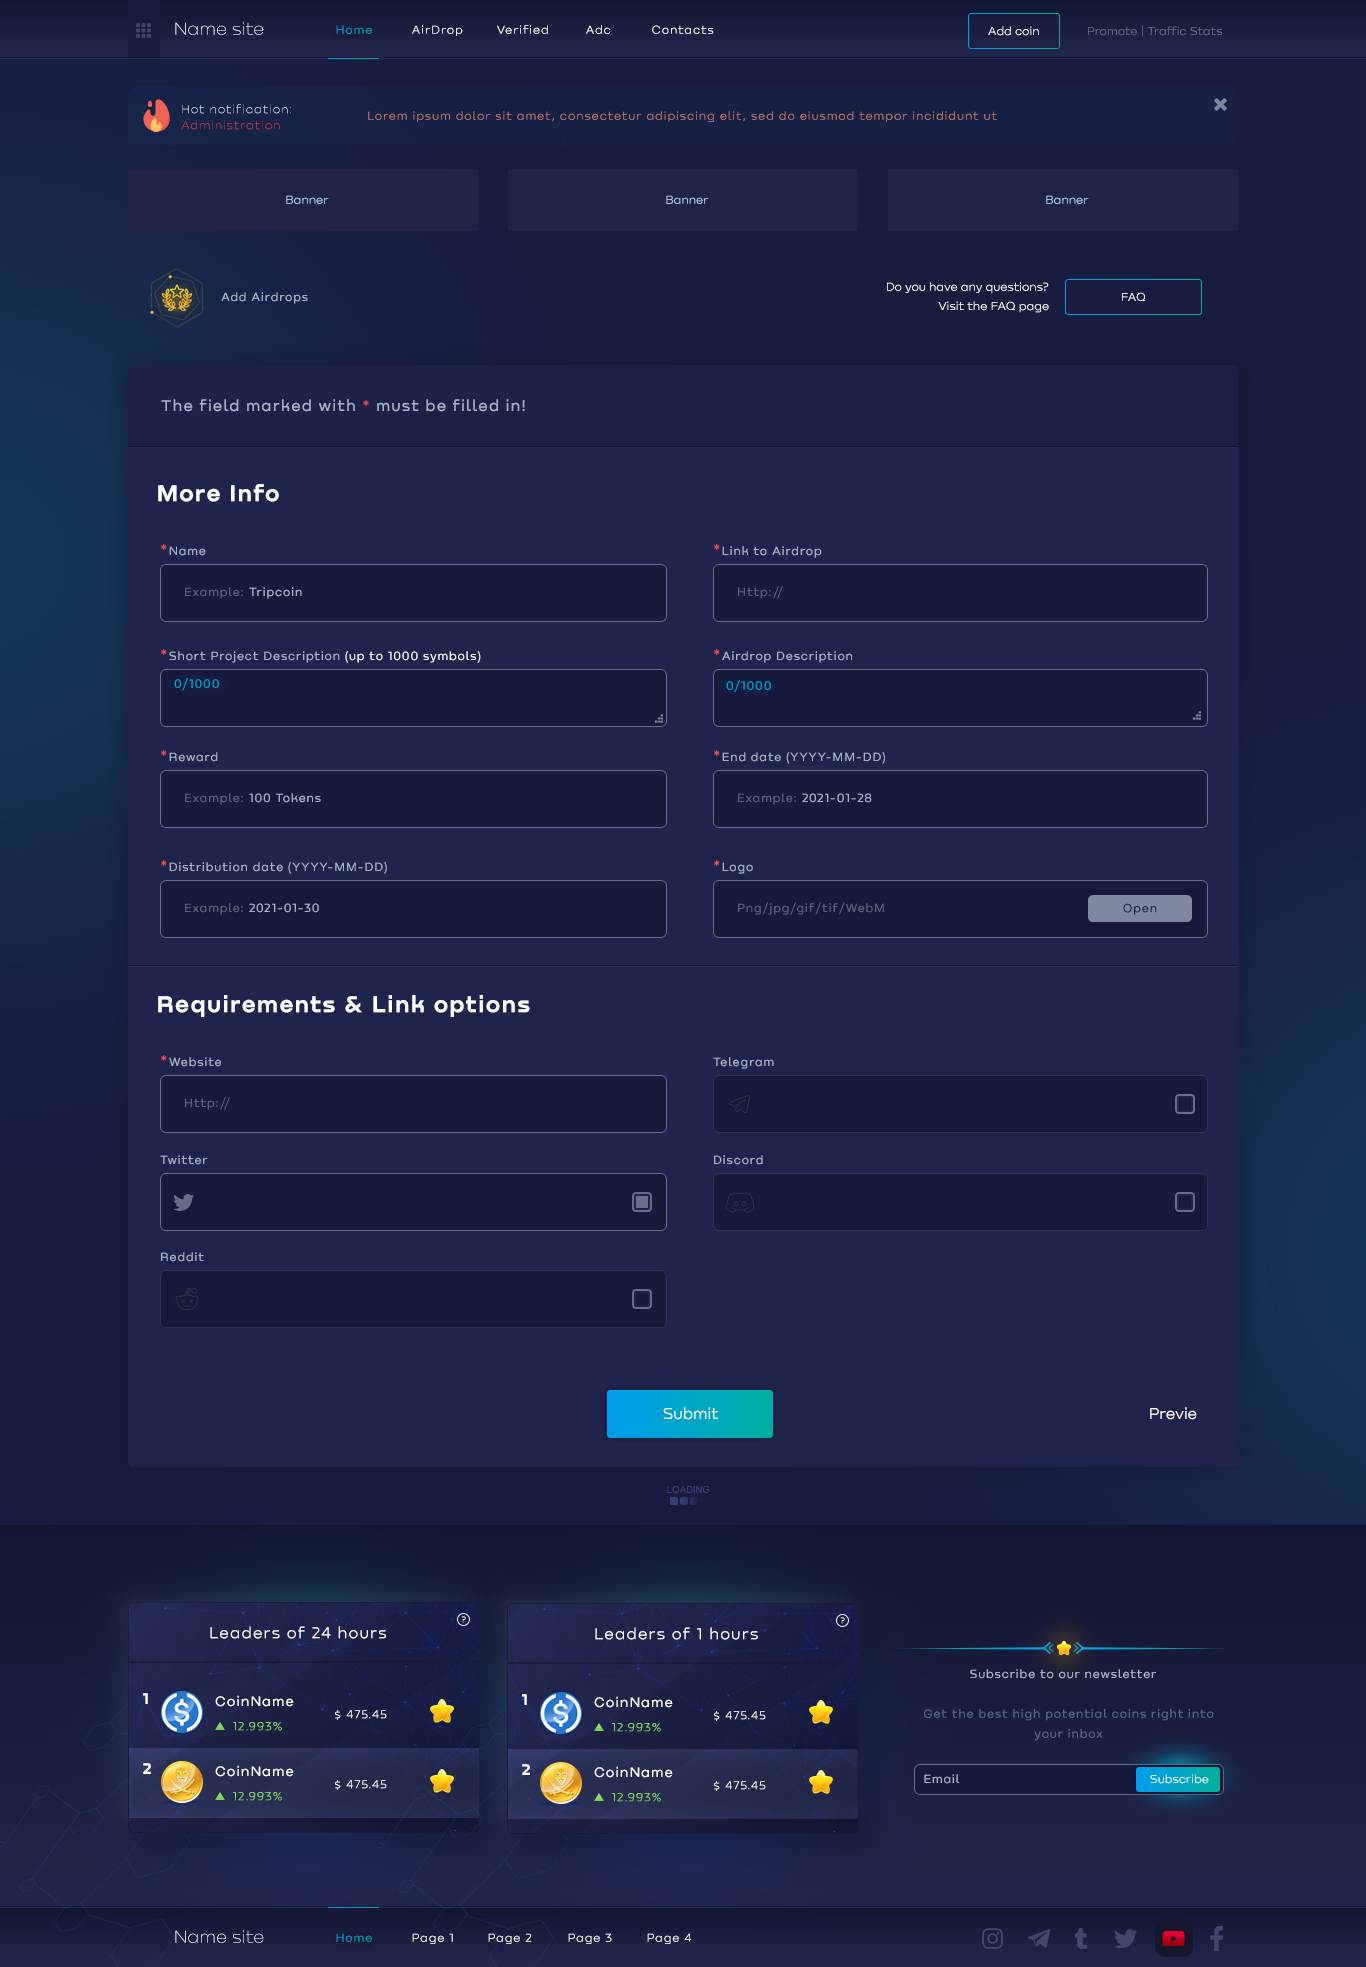 Name site
Home
AirDrop
Verified
Adc
Contacts
Add coin
Promote | Traffic Stats
Hot notification:
Administration
Lorem ipsum dolor sit amet, consectetur adipiscing elit, sed do eiusmod tempor incididunt ut
Banner
Banner
Banner
Add Airdrops
Do you have any questions?
Visit the FAQ page
FAQ
The field marked with * must be filled in!
More Info
*Name
Example: Tripcoin
*Link to Airdrop
Http://
*Short Project Description (up to 1000 symbols)
0/1000
*Airdrop Description
0/1000
*Reward
Example: 100 Tokens
*End date (YYYY-MM-DD)
Example: 2021-01-28
*Distribution date (YYYY-MM-DD)
Example: 2021-01-30
*Logo
Png/jpg/gif/tif/WebM
Open
Requirements & Link options
*Website
Http://
Telegram
Twitter
Discord
Reddit
Submit
Previe
LOADING
Leaders of 24 hours
?
1
CoinName
12.993%
$ 475.45
2
CoinName
12.993%
$ 475.45
Leaders of 1 hours
?
1
CoinName
12.993%
$ 475.45
2
CoinName
12.993%
$ 475.45
Subscribe to our newsletter
Get the best high potential coins right into
your inbox
Email
Subscribe
Name site
Home
Page 1
Page 2
Page 3
Page 4